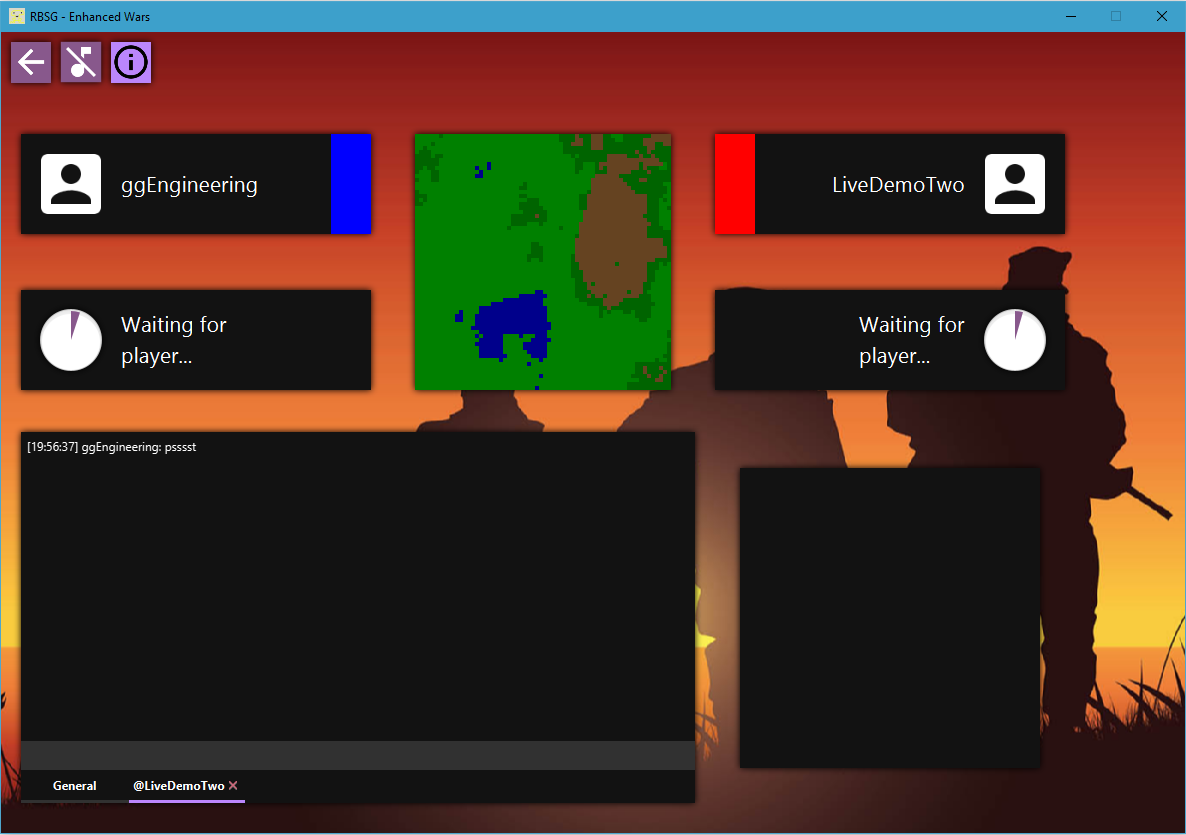 RBSG - Enhanced Wars
ggEngineering
LiveDemoTwo
Waiting for
player...
Waiting for
player...
[19:56:37] ggEngineering: psssst
General
@LiveDemoTwo